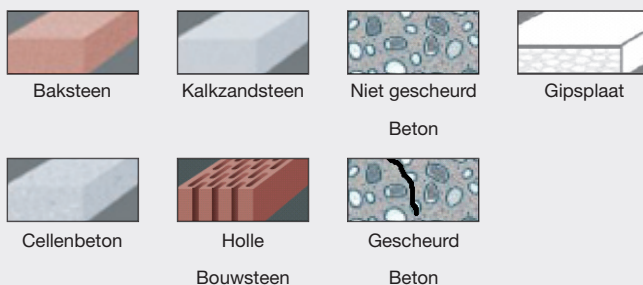 Baksteen
Kalkzandsteen
Niet gescheurd
Beton
Gipsplaat
Cellenbeton
Holle
Bouwsteen
Gescheurd
Beton